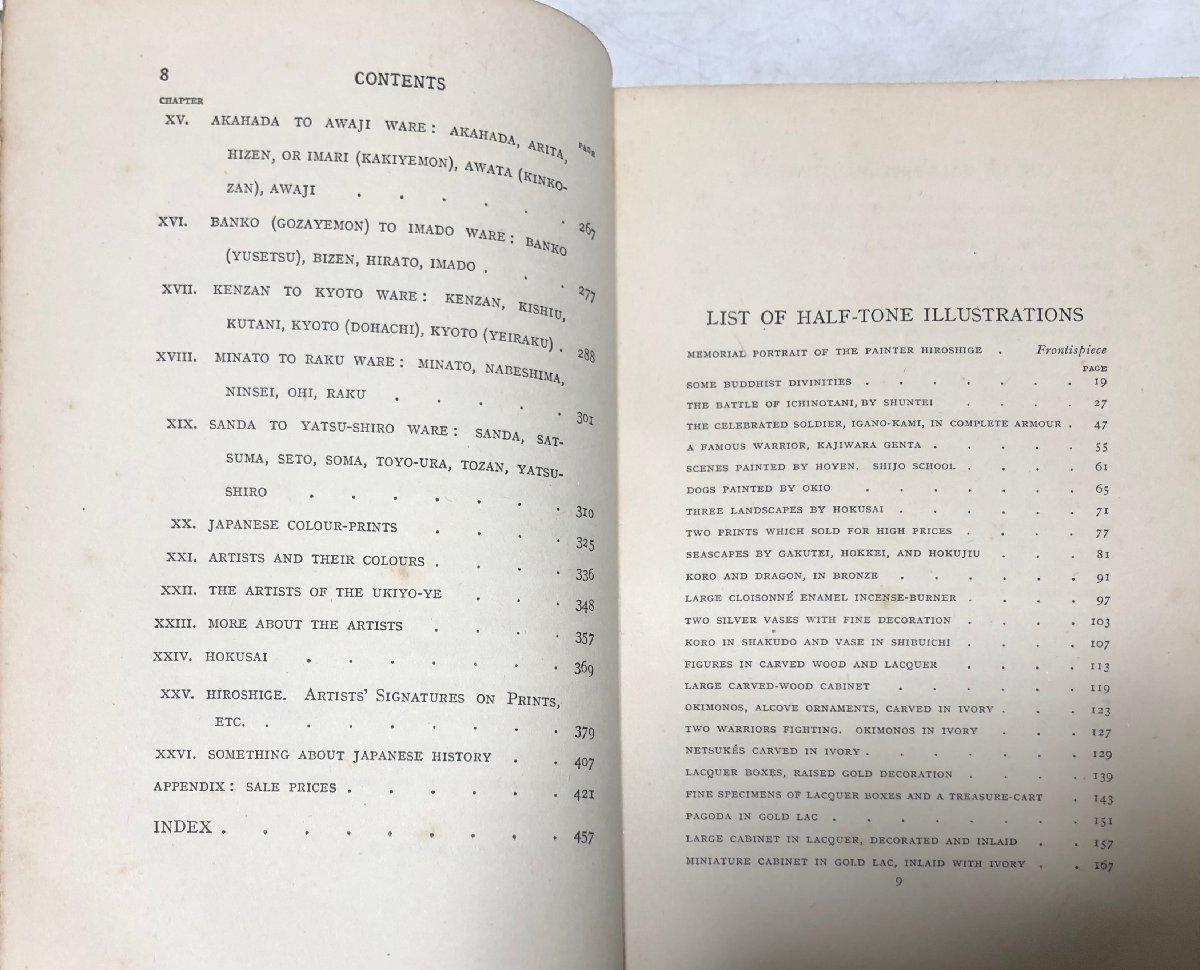 8 CONTENTS
CHAPTER PAGE
XV. AKAHADA TO AWAJI WARE: AKAHADA, ARITA,
HIZEN, OR IMARI (KAKIYEMON), AWATA (KINKO-
ZAN), AWAJI . . . . . . 267
XVI. BANKO (GOZAYEMON) TO IMADO WARE: BANKO
(YUSETSU), BIZEN, HIRATO, IMADO . . . 277
XVII. KENZAN TO KYOTO WARE: KENZAN, KISHIU,
KUTANI, KYOTO (DOHACHI), KYOTO (YEIRAKU) . 288
XVIII. MINATO TO RAKU WARE: MINATO, NABESHIMA,
NINSEI, OHI, RAKU . . . . . 301
XIX. SANDA TO YATSU-SHIRO WARE: SANDA, SAT-
SUMA, SETO, SOMA, TOYO-URA, TOZAN, YATSU-
SHIRO . . . . . . . 310
XX. JAPANESE COLOUR-PRINTS . . . . 325
XXI. ARTISTS AND THEIR COLOURS . . . . 336
XXII. THE ARTISTS OF THE UKIYO-YE . . . 348
XXIII. MORE ABOUT THE ARTISTS . . . . 357
XXIV. HOKUSAI . . . . . . . 369
XXV. HIROSHIGE. ARTISTS' SIGNATURES ON PRINTS,
ETC. . . . . . . . 379
XXVI. SOMETHING ABOUT JAPANESE HISTORY . . 407
APPENDIX: SALE PRICES . . . . . . 421
INDEX . . . . . . . . . 457
LIST OF HALF-TONE ILLUSTRATIONS
MEMORIAL PORTRAIT OF THE PAINTER HIROSHIGE . Frontispiece
PAGE
SOME BUDDHIST DIVINITIES . . . . . . . 19
THE BATTLE OF ICHINOTANI, BY SHUNTEI . . . . 27
THE CELEBRATED SOLDIER, IGANO-KAMI, IN COMPLETE ARMOUR . 47
A FAMOUS WARRIOR, KAJIWARA GENTA . . . . . 55
SCENES PAINTED BY HOYEN. SHIJO SCHOOL . . . . 61
DOGS PAINTED BY OKIO . . . . . . . 65
THREE LANDSCAPES BY HOKUSAI . . . . . . 71
TWO PRINTS WHICH SOLD FOR HIGH PRICES . . . . 77
SEASCAPES BY GAKUTEI, HOKKEI, AND HOKUJIU . . . 81
KORO AND DRAGON, IN BRONZE . . . . . . 91
LARGE CLOISONNÉ ENAMEL INCENSE-BURNER . . . . 97
TWO SILVER VASES WITH FINE DECORATION . . . . 103
KORO IN SHAKUDO AND VASE IN SHIBUICHI . . . . 107
FIGURES IN CARVED WOOD AND LACQUER . . . . 113
LARGE CARVED-WOOD CABINET . . . . . . 119
OKIMONOS, ALCOVE ORNAMENTS, CARVED IN IVORY . . . 123
TWO WARRIORS FIGHTING. OKIMONOS IN IVORY . . . 127
NETSUKÉS CARVED IN IVORY . . . . . . . 129
LACQUER BOXES, RAISED GOLD DECORATION . . . . 139
FINE SPECIMENS OF LACQUER BOXES AND A TREASURE-CART . 143
PAGODA IN GOLD LAC . . . . . . . . 151
LARGE CABINET IN LACQUER, DECORATED AND INLAID . . 157
MINIATURE CABINET IN GOLD LAC, INLAID WITH IVORY . . 167
9